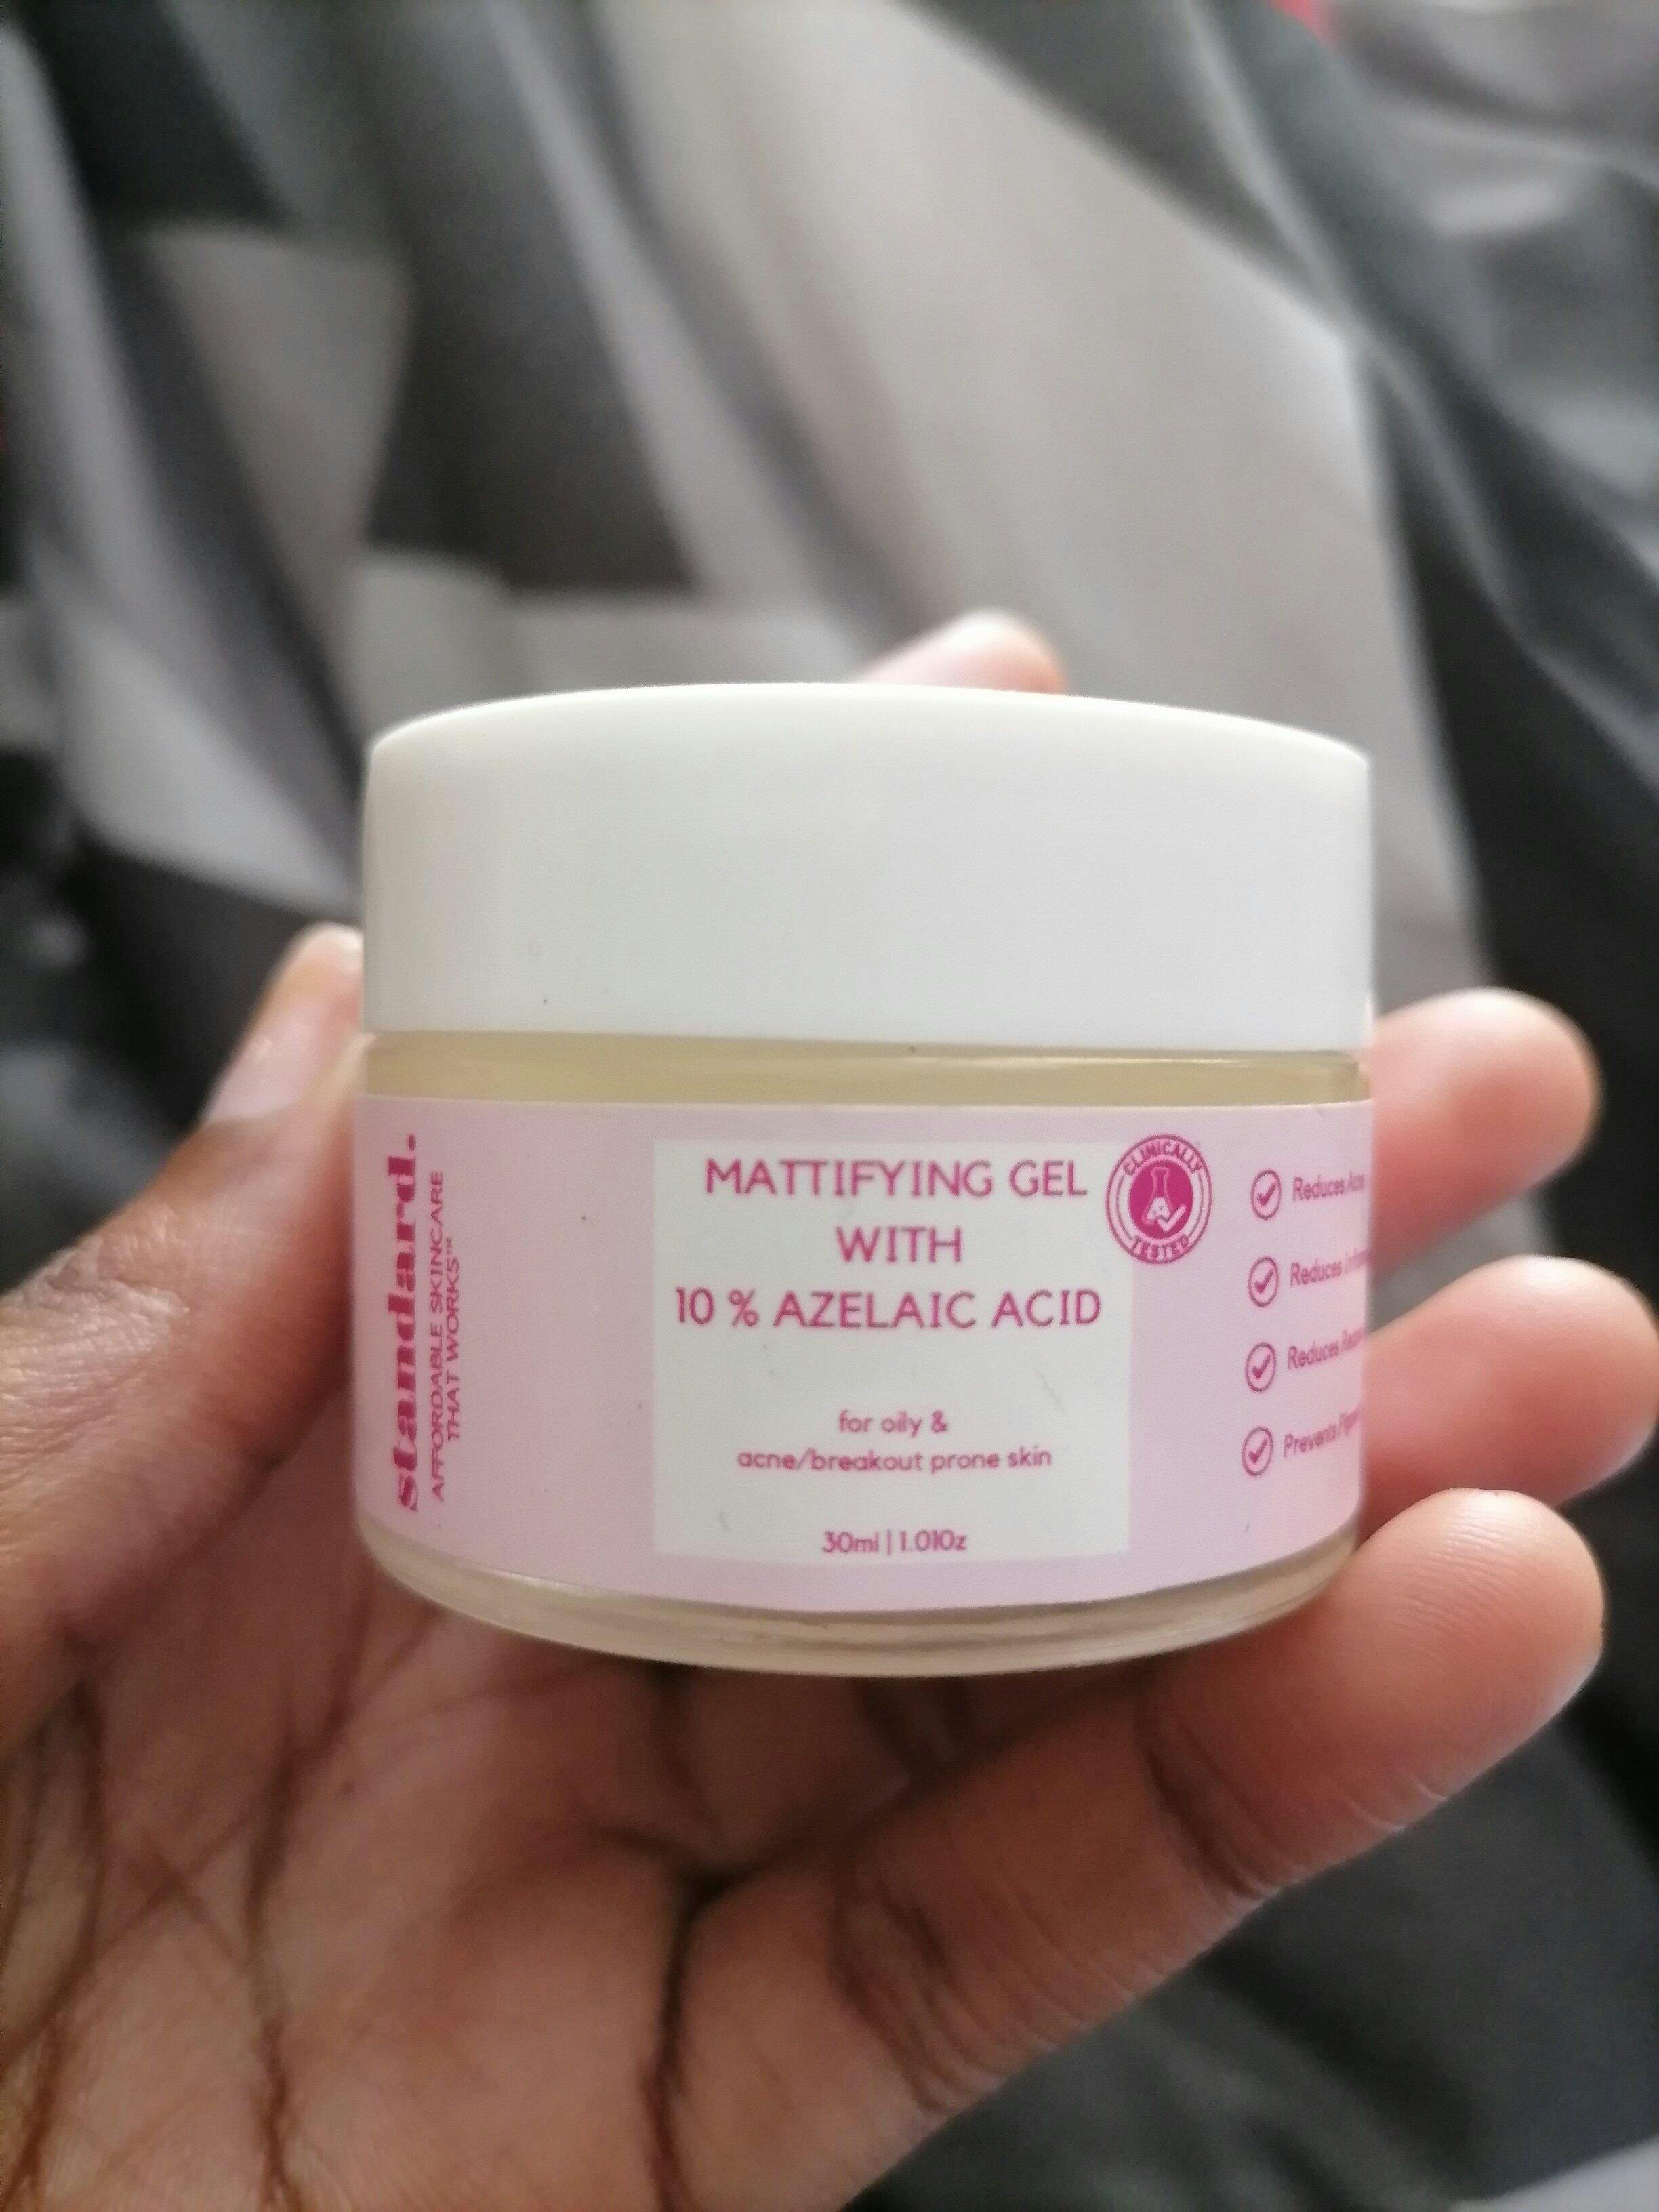 standard.
AFFORDABLE SKINCARE
THAT WORKS™
MATTIFYING GEL
WITH
10 % AZELAIC ACID
for oily &
acne/breakout prone skin
30ml | 1.01Oz
CLINICALLY
TESTED
Reduces
Reduces
Reduces
Prevents